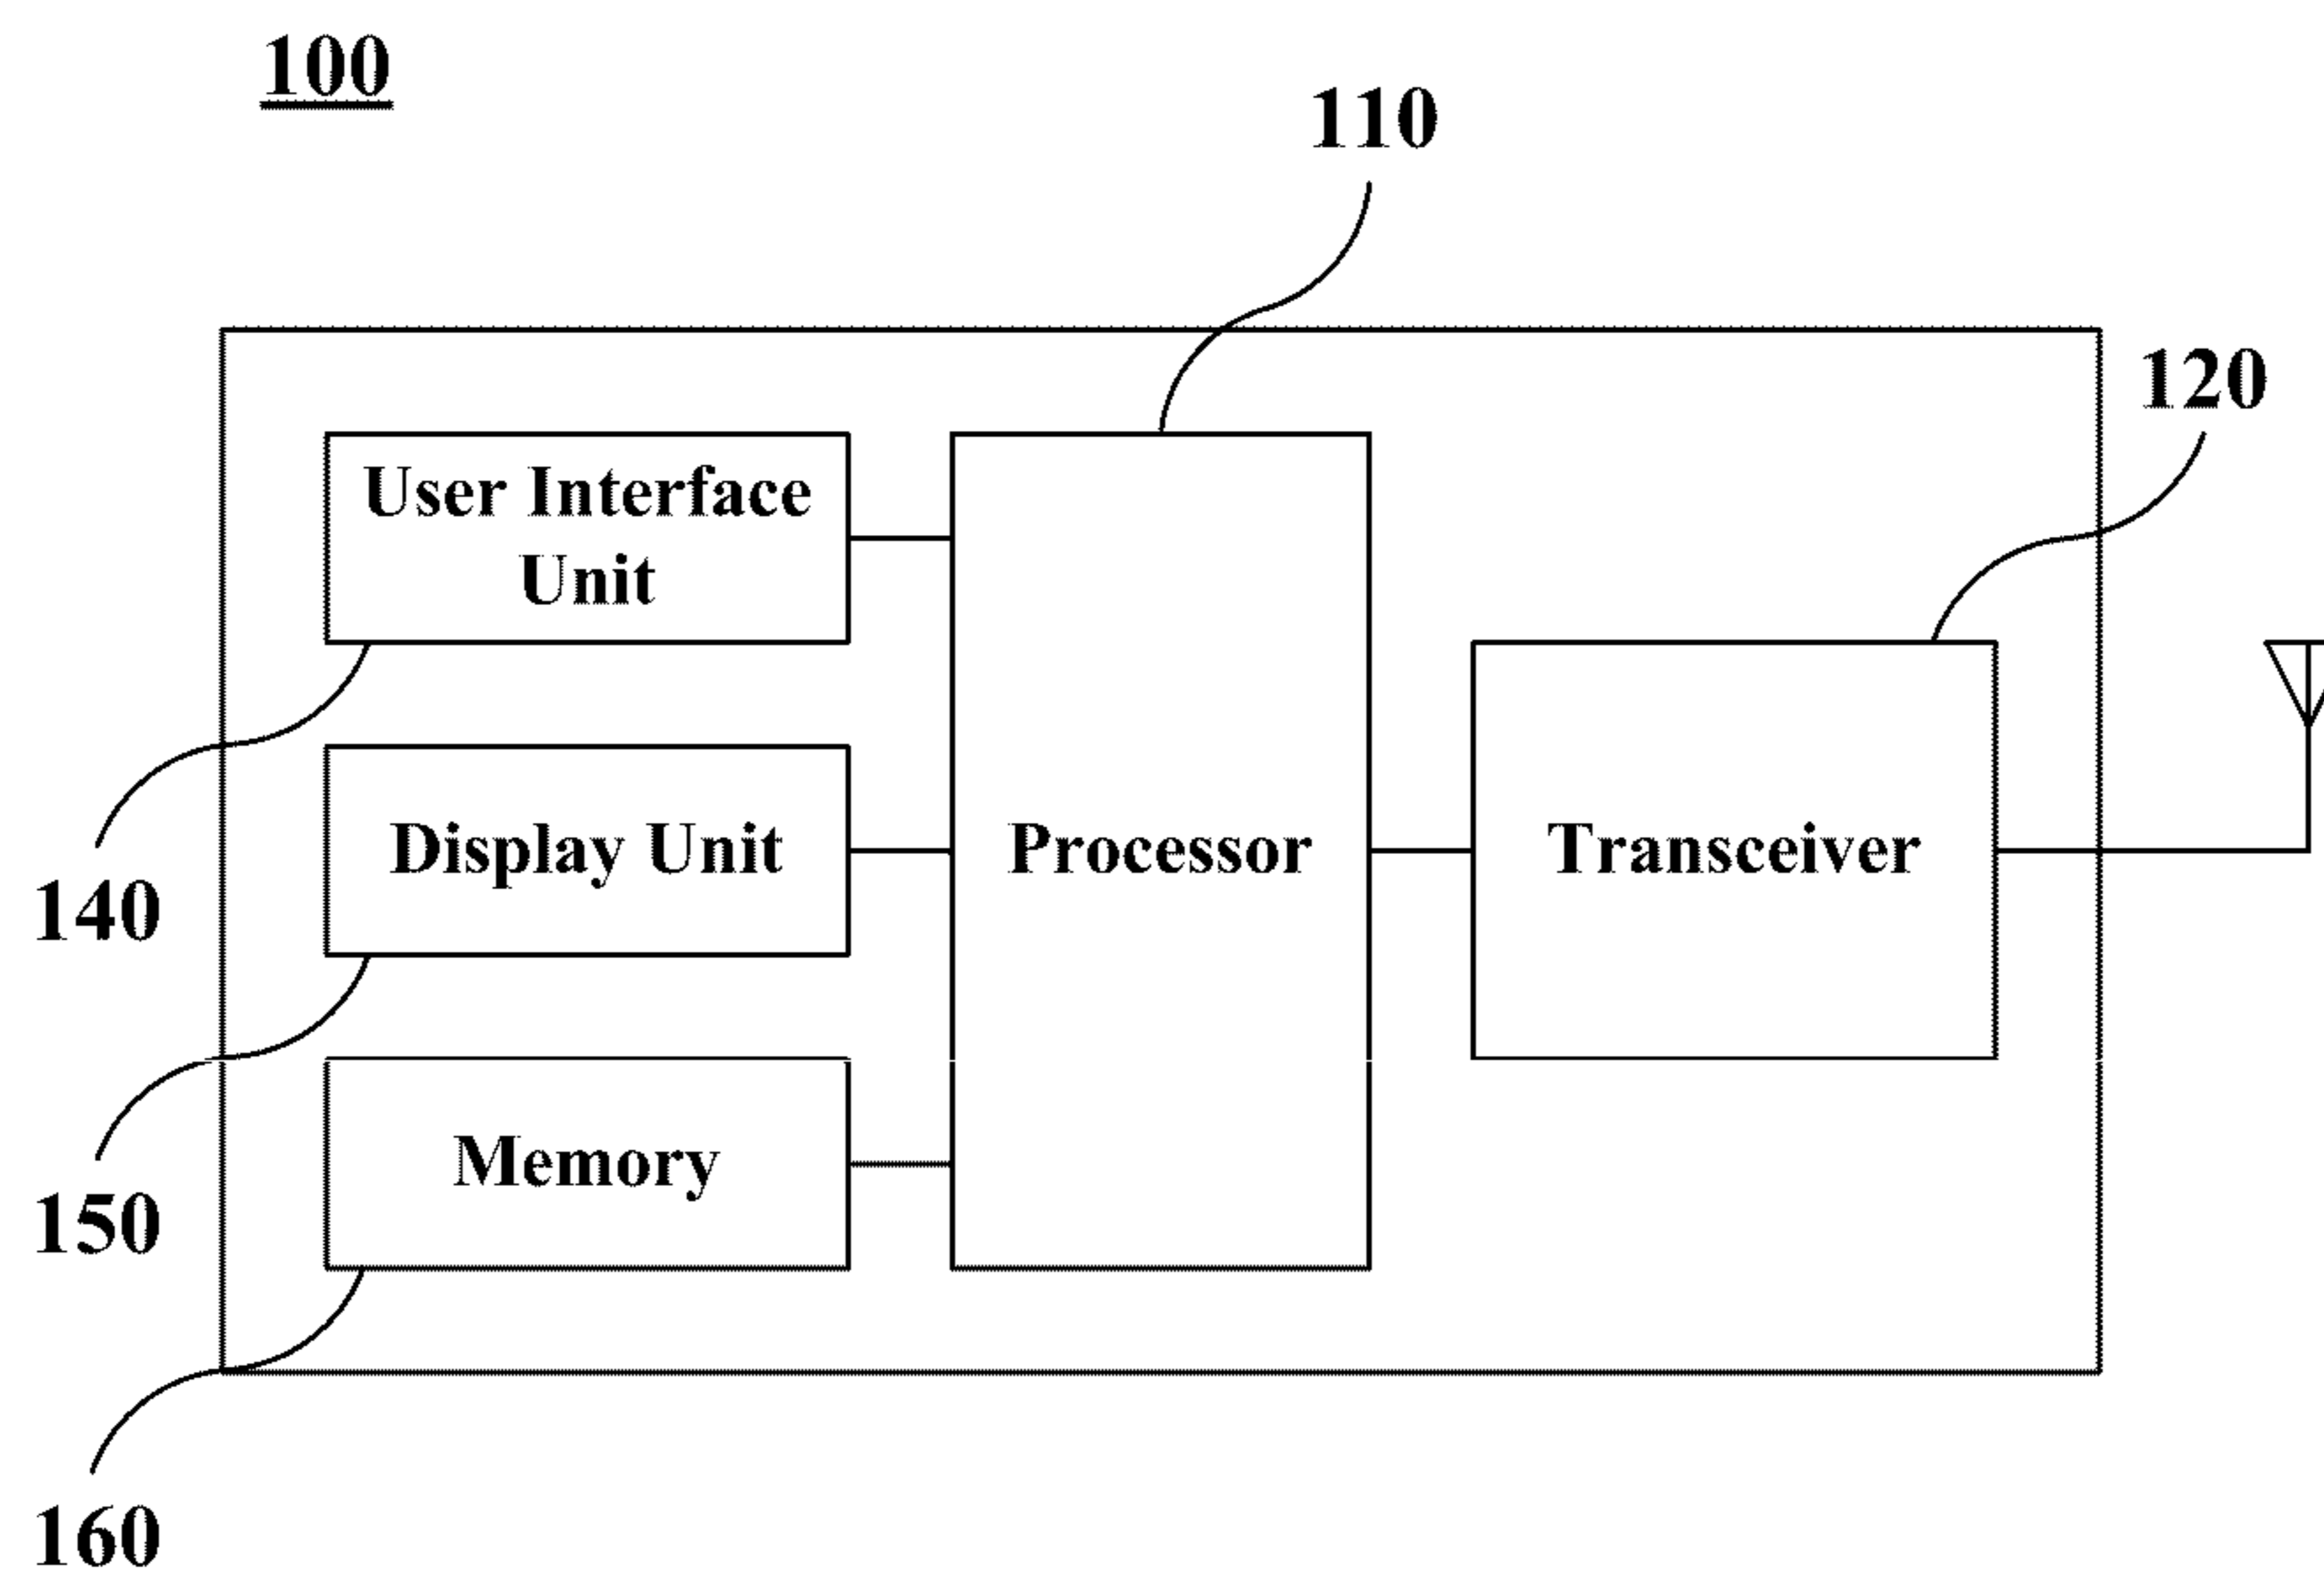 100
110
120
User Interface
Unit
140
Display Unit
Processor
Transceiver
150
Memory
160